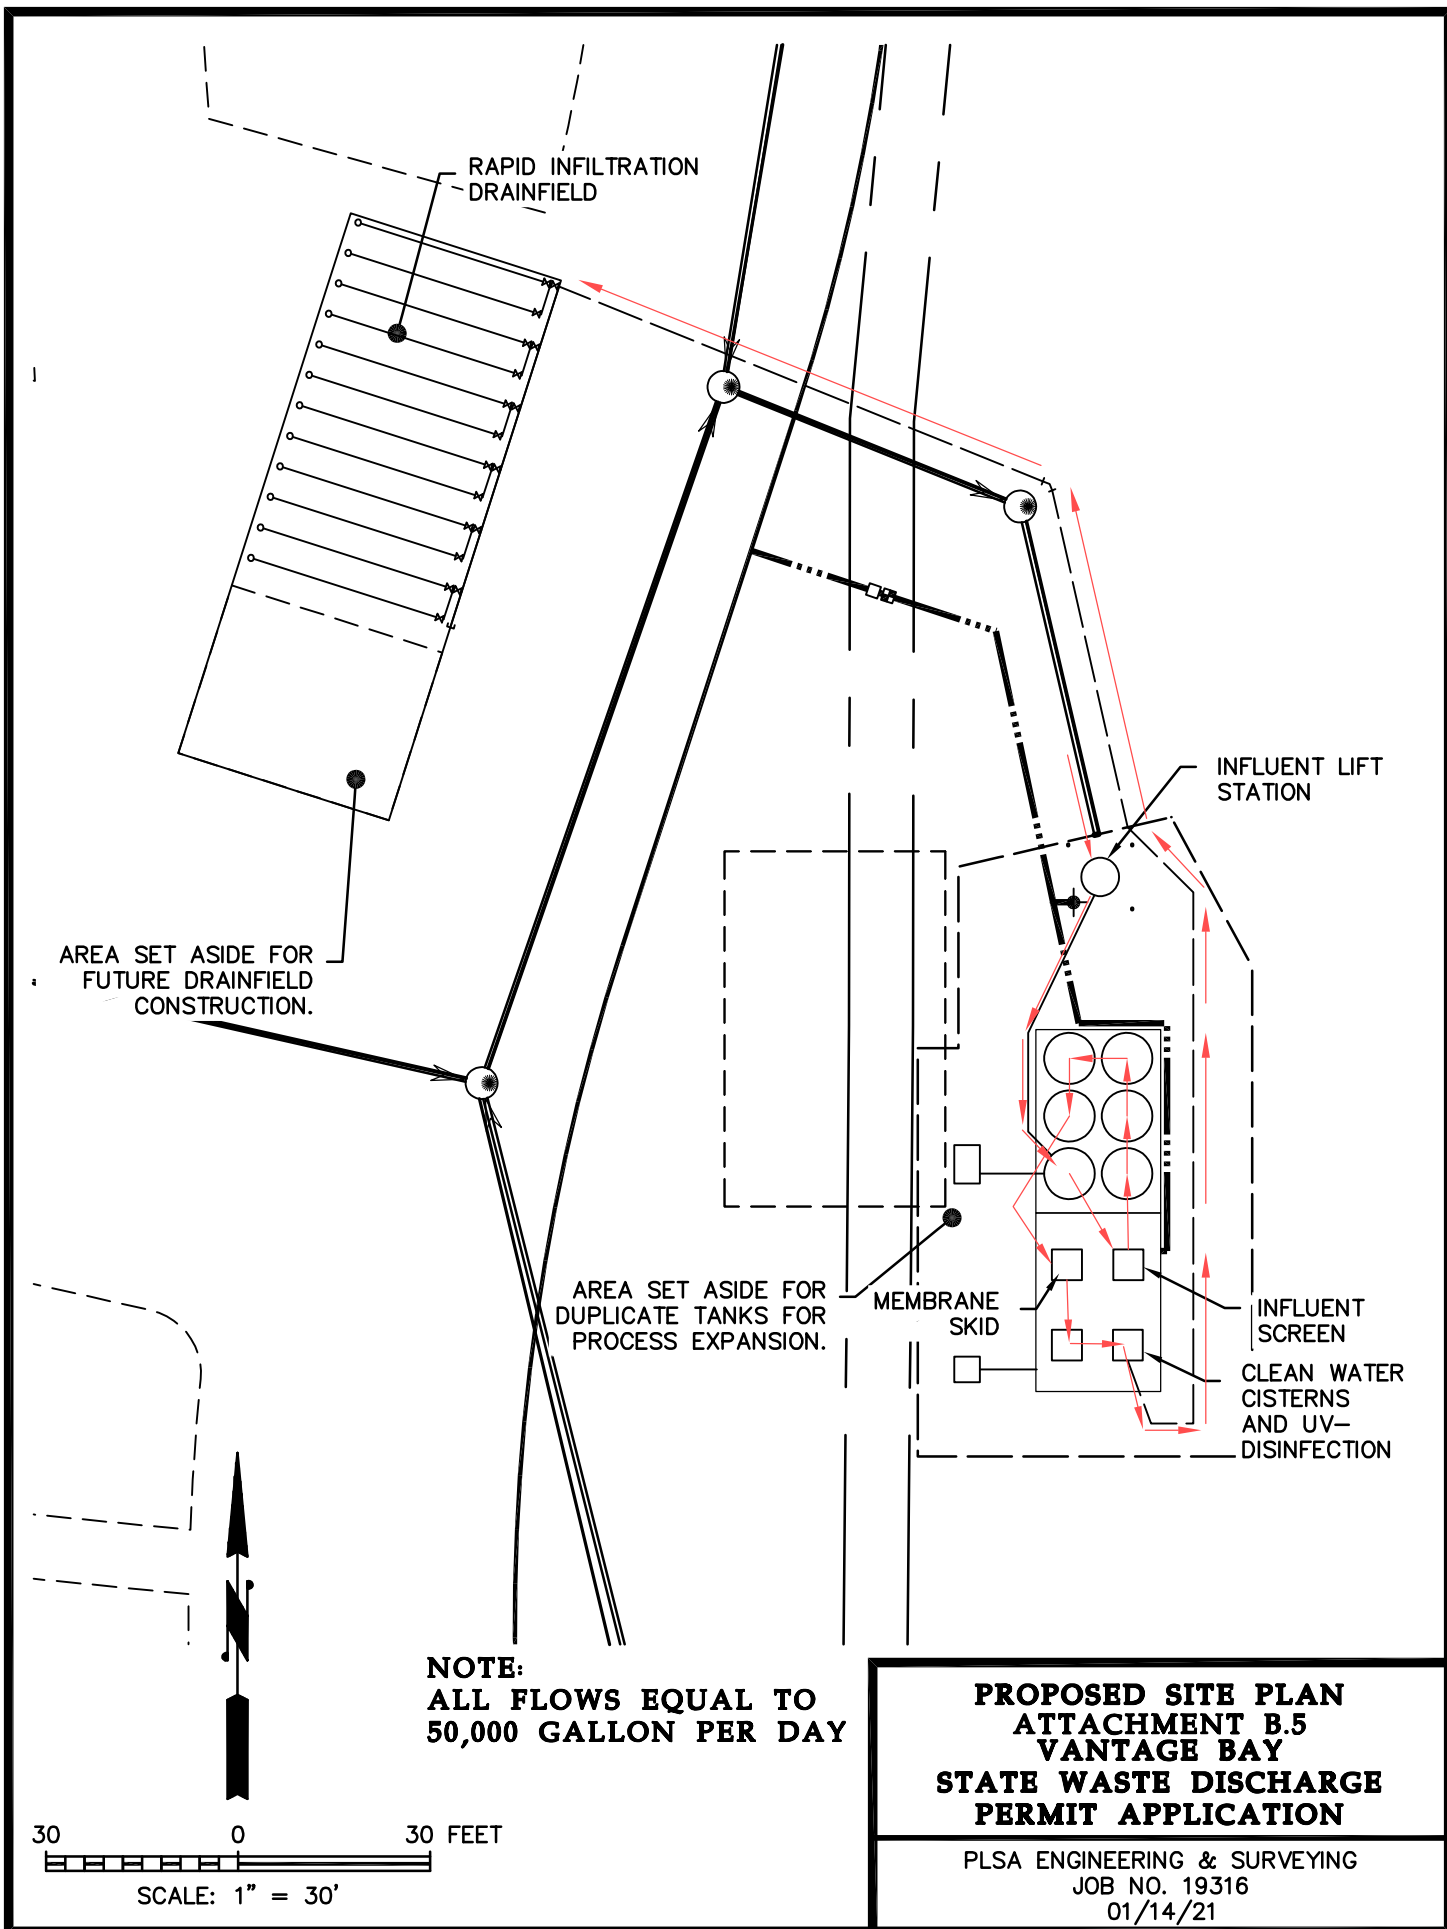 RAPID INFILTRATION
DRAINFIELD
INFLUENT LIFT
STATION
AREA SET ASIDE FOR
FUTURE DRAINFIELD
CONSTRUCTION.
AREA SET ASIDE FOR
DUPLICATE TANKS FOR
PROCESS EXPANSION.
MEMBRANE
SKID
INFLUENT
SCREEN
CLEAN WATER
CISTERNS
AND UV-
DISINFECTION
N
NOTE:
ALL FLOWS EQUAL TO
50,000 GALLON PER DAY
30 0 30 FEET
SCALE: 1" = 30'
PROPOSED SITE PLAN
ATTACHMENT B.5
VANTAGE BAY
STATE WASTE DISCHARGE
PERMIT APPLICATION
PLSA ENGINEERING & SURVEYING
JOB NO. 19316
01/14/21